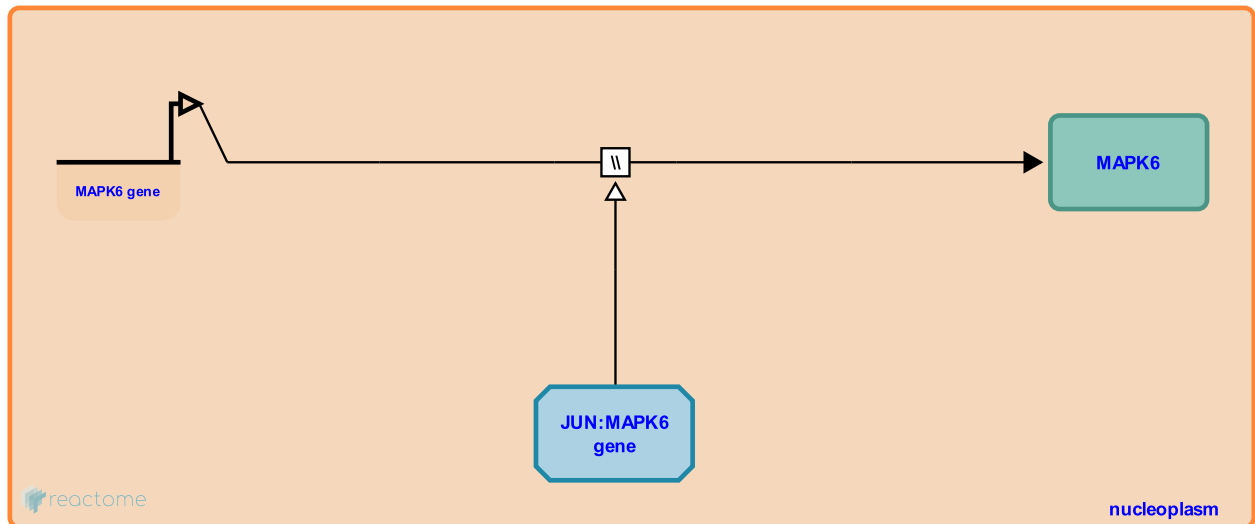 MAPK6 gene
\\
MAPK6
JUN:MAPK6
gene
reactome
nucleoplasm